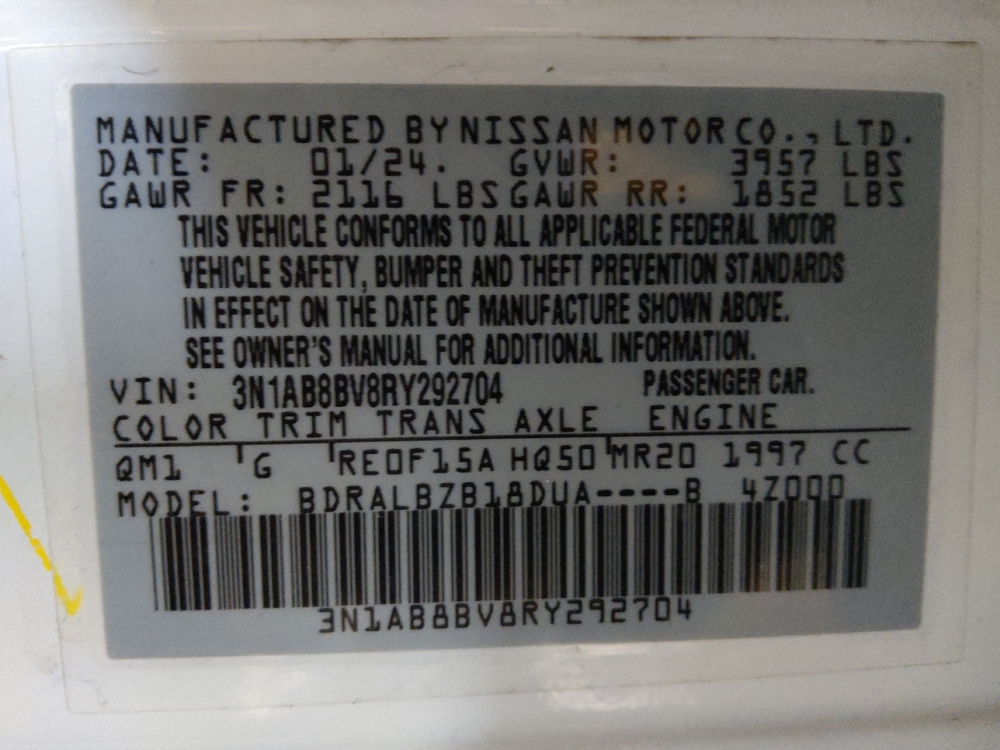 MANUFACTURED BY NISSAN MOTOR CO., LTD.
DATE: 01/24. GVWR: 3957 LBS
GAWR FR: 2116 LBS GAWR RR: 1852 LBS
THIS VEHICLE CONFORMS TO ALL APPLICABLE FEDERAL MOTOR
VEHICLE SAFETY, BUMPER AND THEFT PREVENTION STANDARDS
IN EFFECT ON THE DATE OF MANUFACTURE SHOWN ABOVE.
SEE OWNER'S MANUAL FOR ADDITIONAL INFORMATION.
VIN: 3N1AB8BV8RY292704 PASSENGER CAR.
COLOR TRIM TRANS AXLE ENGINE
QM1 G RE0F15A HQ50 MR20 1997 CC
MODEL: BDRALBZB18DUA----B 4Z000
3N1AB8BV8RY292704